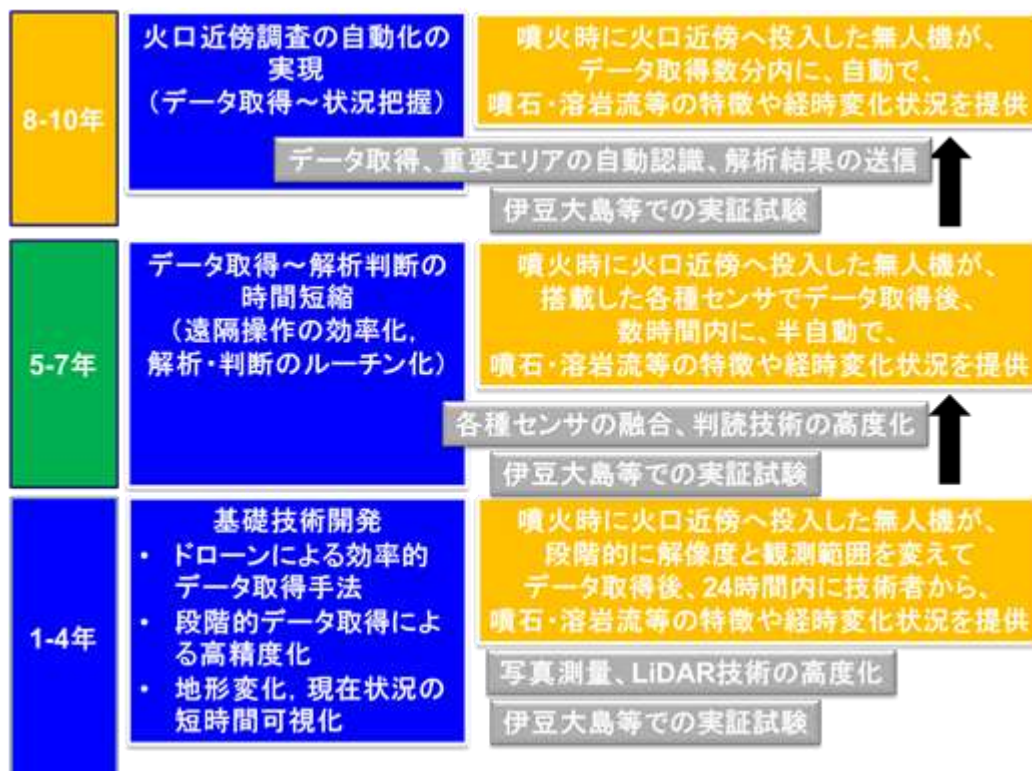 8-10年
火口近傍調査の自動化の
実現
（データ取得～状況把握）
噴火時に火口近傍へ投入した無人機が、
データ取得数分内に、自動で、
噴石・溶岩流等の特徴や経時変化状況を提供
データ取得、重要エリアの自動認識、解析結果の送信
伊豆大島等での実証試験
5-7年
データ取得～解析判断の
時間短縮
（遠隔操作の効率化，
解析・判断のルーチン化）
噴火時に火口近傍へ投入した無人機が、
搭載した各種センサでデータ取得後、
数時間内に、半自動で、
噴石・溶岩流等の特徴や経時変化状況を提供
各種センサの融合、判読技術の高度化
伊豆大島等での実証試験
1-4年
基礎技術開発
• ドローンによる効率的
データ取得手法
• 段階的データ取得によ
る高精度化
• 地形変化，現在状況の
短時間可視化
噴火時に火口近傍へ投入した無人機が、
段階的に解像度と観測範囲を変えて
データ取得後、24時間内に技術者から、
噴石・溶岩流等の特徴や経時変化状況を提供
写真測量、LiDAR技術の高度化
伊豆大島等での実証試験